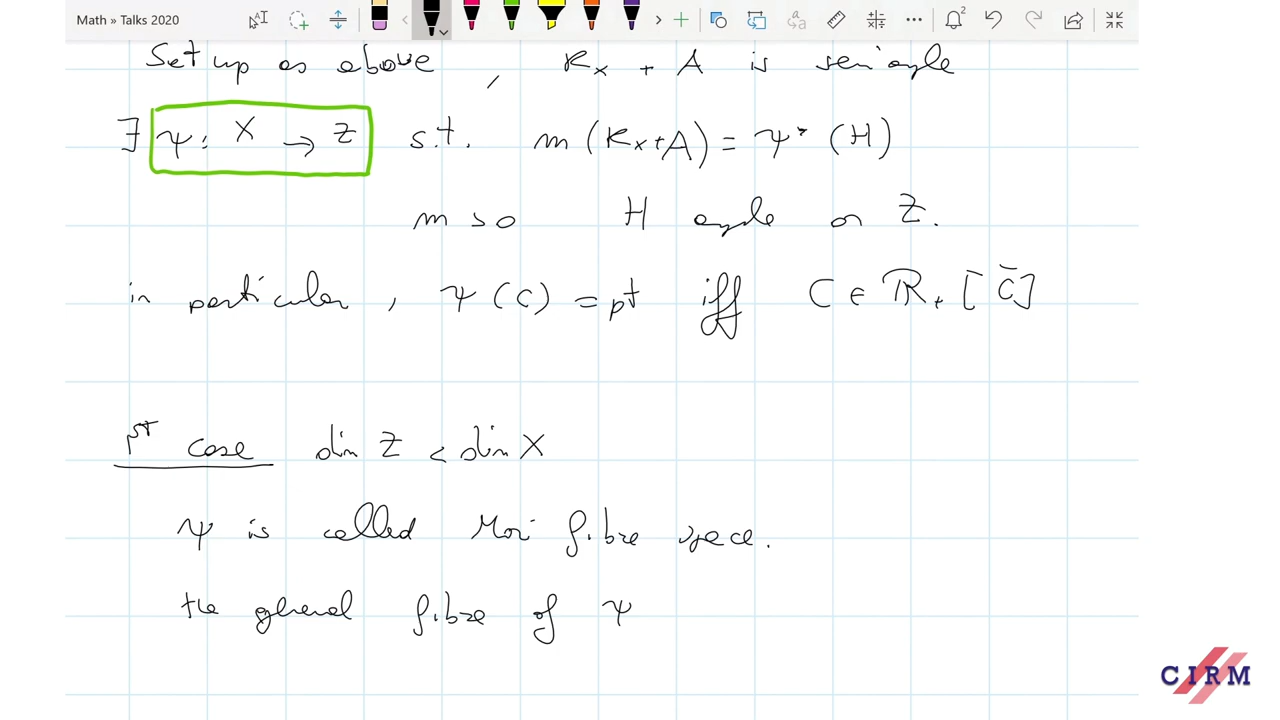 Math » Talks 2020
Set up as above, K_X + A is semiample
∃ ψ: X → Z s.t. m(K_X+A) = ψ*(H)
m > 0 H ample on Z.
in particular, ψ(C) = pt iff C ∈ ℝ₊[C̄]
1st case dim Z < dim X
ψ is called Mori fibre space.
the general fibre of ψ
CIRM